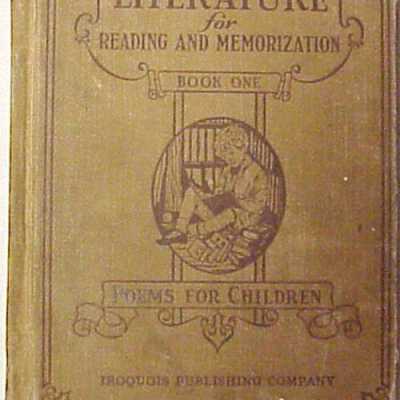 LITERATURE
for
READING AND MEMORIZATION
BOOK ONE
POEMS FOR CHILDREN
IROQUOIS PUBLISHING COMPANY